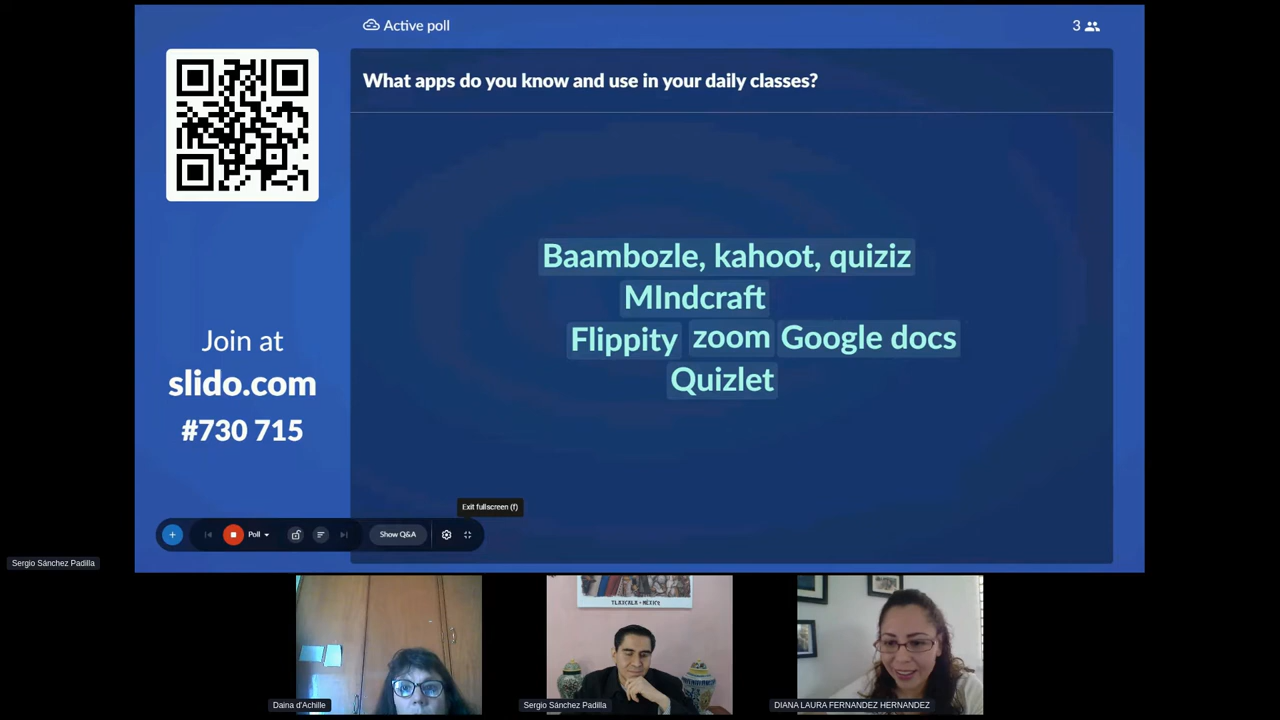 Active poll
3
What apps do you know and use in your daily classes?
Baambozle, kahoot, quiziz
MIndcraft
Flippity zoom Google docs
Quizlet
Join at
slido.com
#730 715
Exit fullscreen (f)
Poll
Show Q&A
Sergio Sánchez Padilla
TLAXCALA - MÉXICO
Daina d'Achille
Sergio Sánchez Padilla
DIANA LAURA FERNANDEZ HERNANDEZ